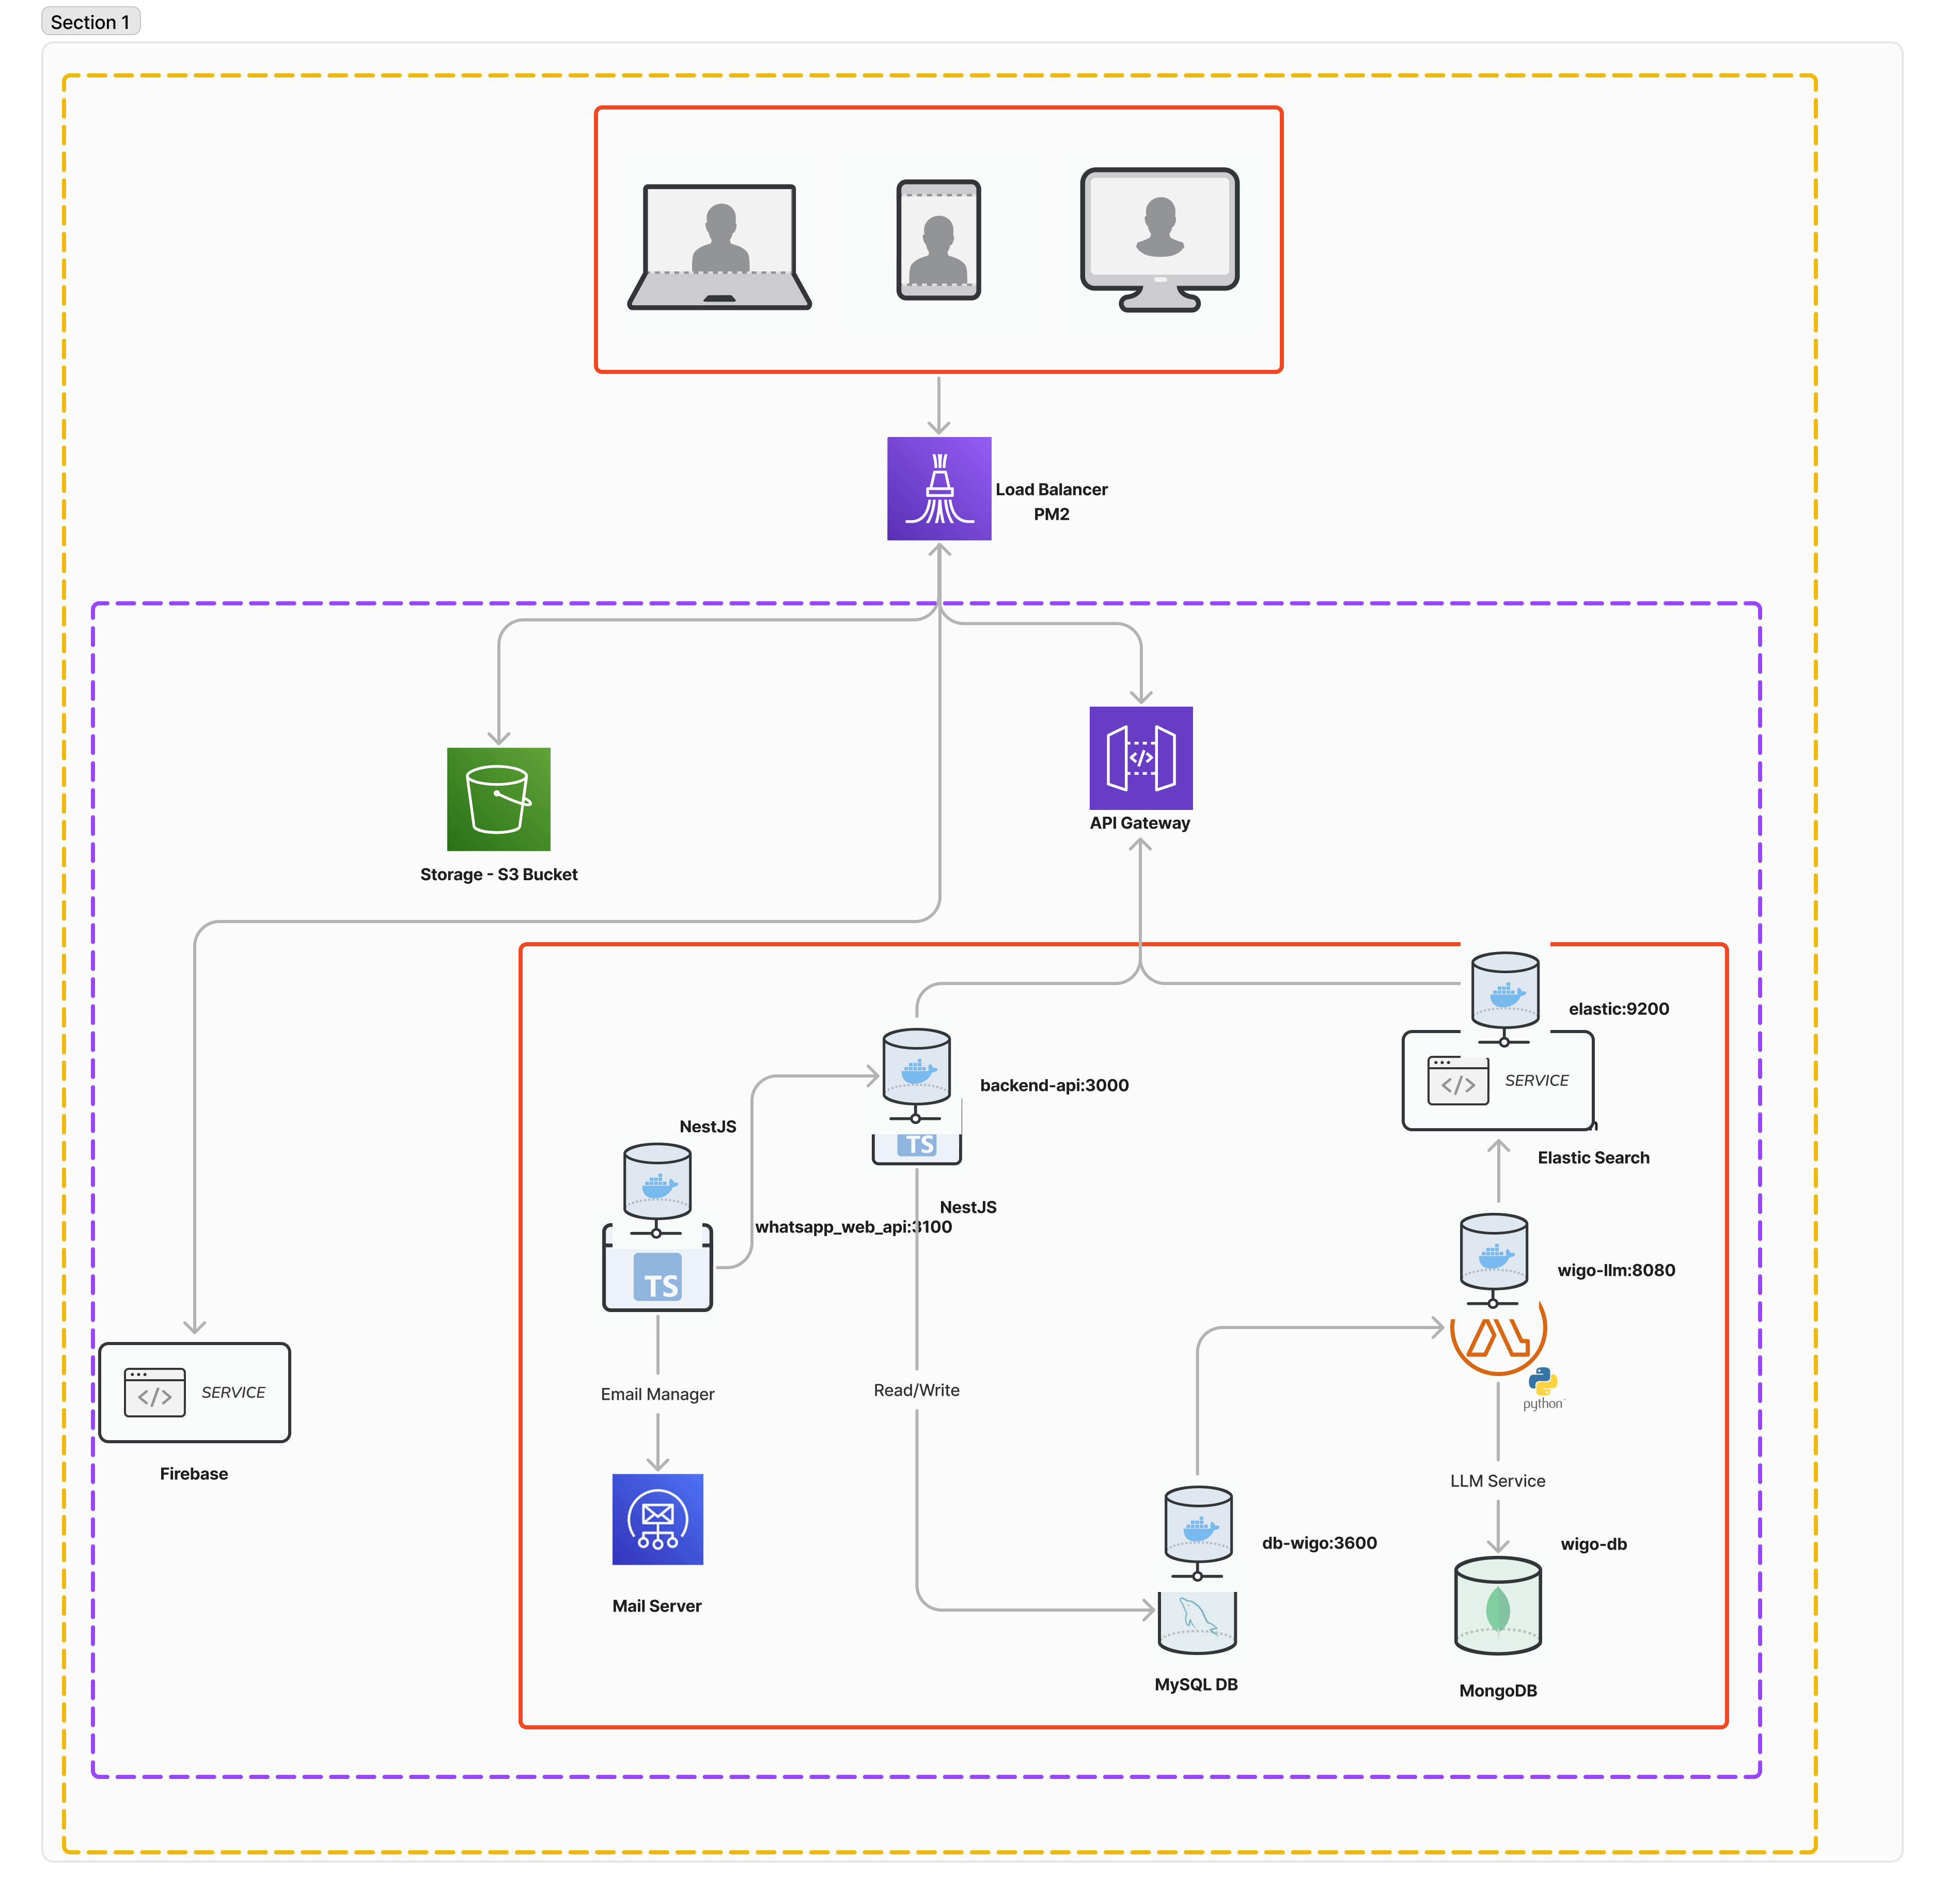 Section 1
Load Balancer
PM2
API Gateway
Storage - S3 Bucket
elastic:9200
SERVICE
backend-api:3000
TS
NestJS
Elastic Search
NestJS
whatsapp_web_api:3100
TS
wigo-llm:8080
python
Email Manager
Read/Write
SERVICE
Firebase
LLM Service
db-wigo:3600
wigo-db
Mail Server
MySQL DB
MongoDB